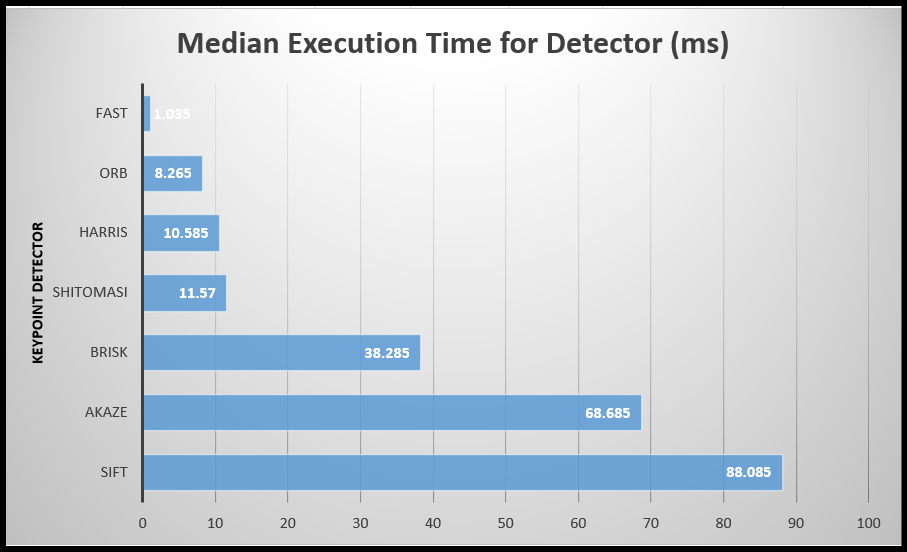 Median Execution Time for Detector (ms)
KEYPOINT DETECTOR
FAST 1.035
ORB 8.265
HARRIS 10.585
SHITOMASI 11.57
BRISK 38.285
AKAZE 68.685
SIFT 88.085
0 10 20 30 40 50 60 70 80 90 100